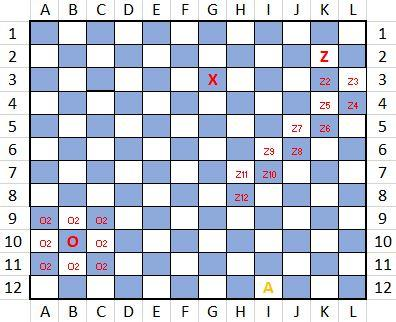 A B C D E F G H I J K L
1 1
2 Z 2
3 X Z2 Z3 3
4 Z5 Z4 4
5 Z7 Z6 5
6 Z9 Z8 6
7 Z11 Z10 7
8 Z12 8
9 O2 O2 O2 9
10 O2 O O2 10
11 O2 O2 O2 11
12 A 12
A B C D E F G H I J K L